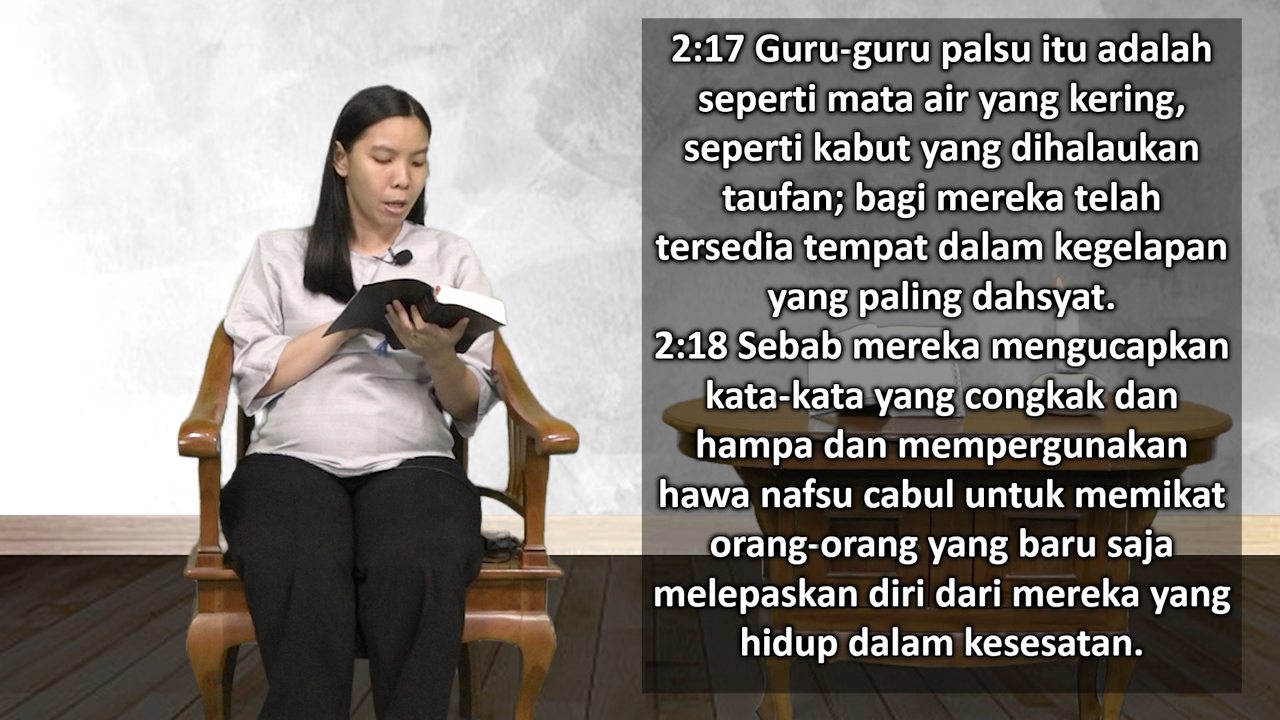 2:17 Guru-guru palsu itu adalah
seperti mata air yang kering,
seperti kabut yang dihalaukan
taufan; bagi mereka telah
tersedia tempat dalam kegelapan
yang paling dahsyat.
2:18 Sebab mereka mengucapkan
kata-kata yang congkak dan
hampa dan mempergunakan
hawa nafsu cabul untuk memikat
orang-orang yang baru saja
melepaskan diri dari mereka yang
hidup dalam kesesatan.